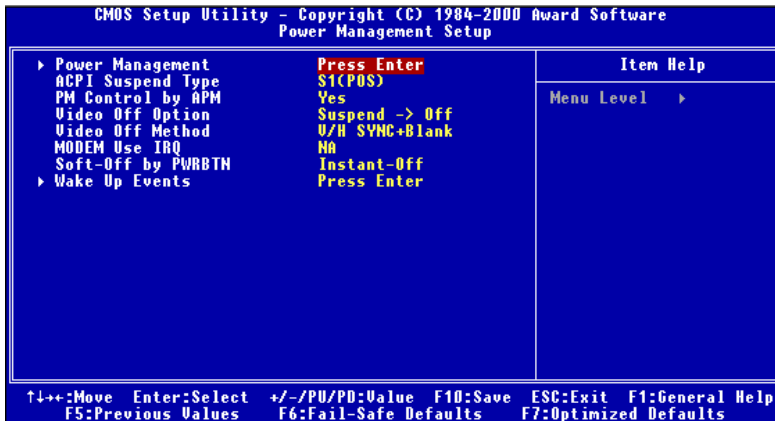 CMOS Setup Utility - Copyright (C) 1984-2000 Award Software
Power Management Setup
▸ Power Management Press Enter
ACPI Suspend Type S1(POS)
PM Control by APM Yes
Video Off Option Suspend -> Off
Video Off Method V/H SYNC+Blank
MODEM Use IRQ NA
Soft-Off by PWRBTN Instant-Off
▸ Wake Up Events Press Enter
Item Help
Menu Level ▸
↑↓→←:Move Enter:Select +/-/PU/PD:Value F10:Save ESC:Exit F1:General Help
F5:Previous Values F6:Fail-Safe Defaults F7:Optimized Defaults